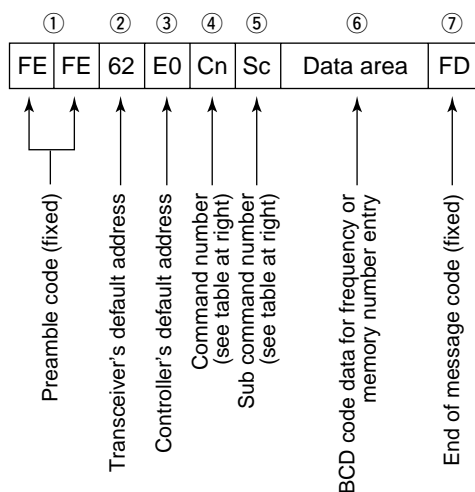 ① ② ③ ④ ⑤ ⑥ ⑦
FE FE 62 E0 Cn Sc Data area FD
Preamble code (fixed)
Transceiver's default address
Controller's default address
Command number
(see table at right)
Sub command number
(see table at right)
BCD code data for frequency or
memory number entry
End of message code (fixed)